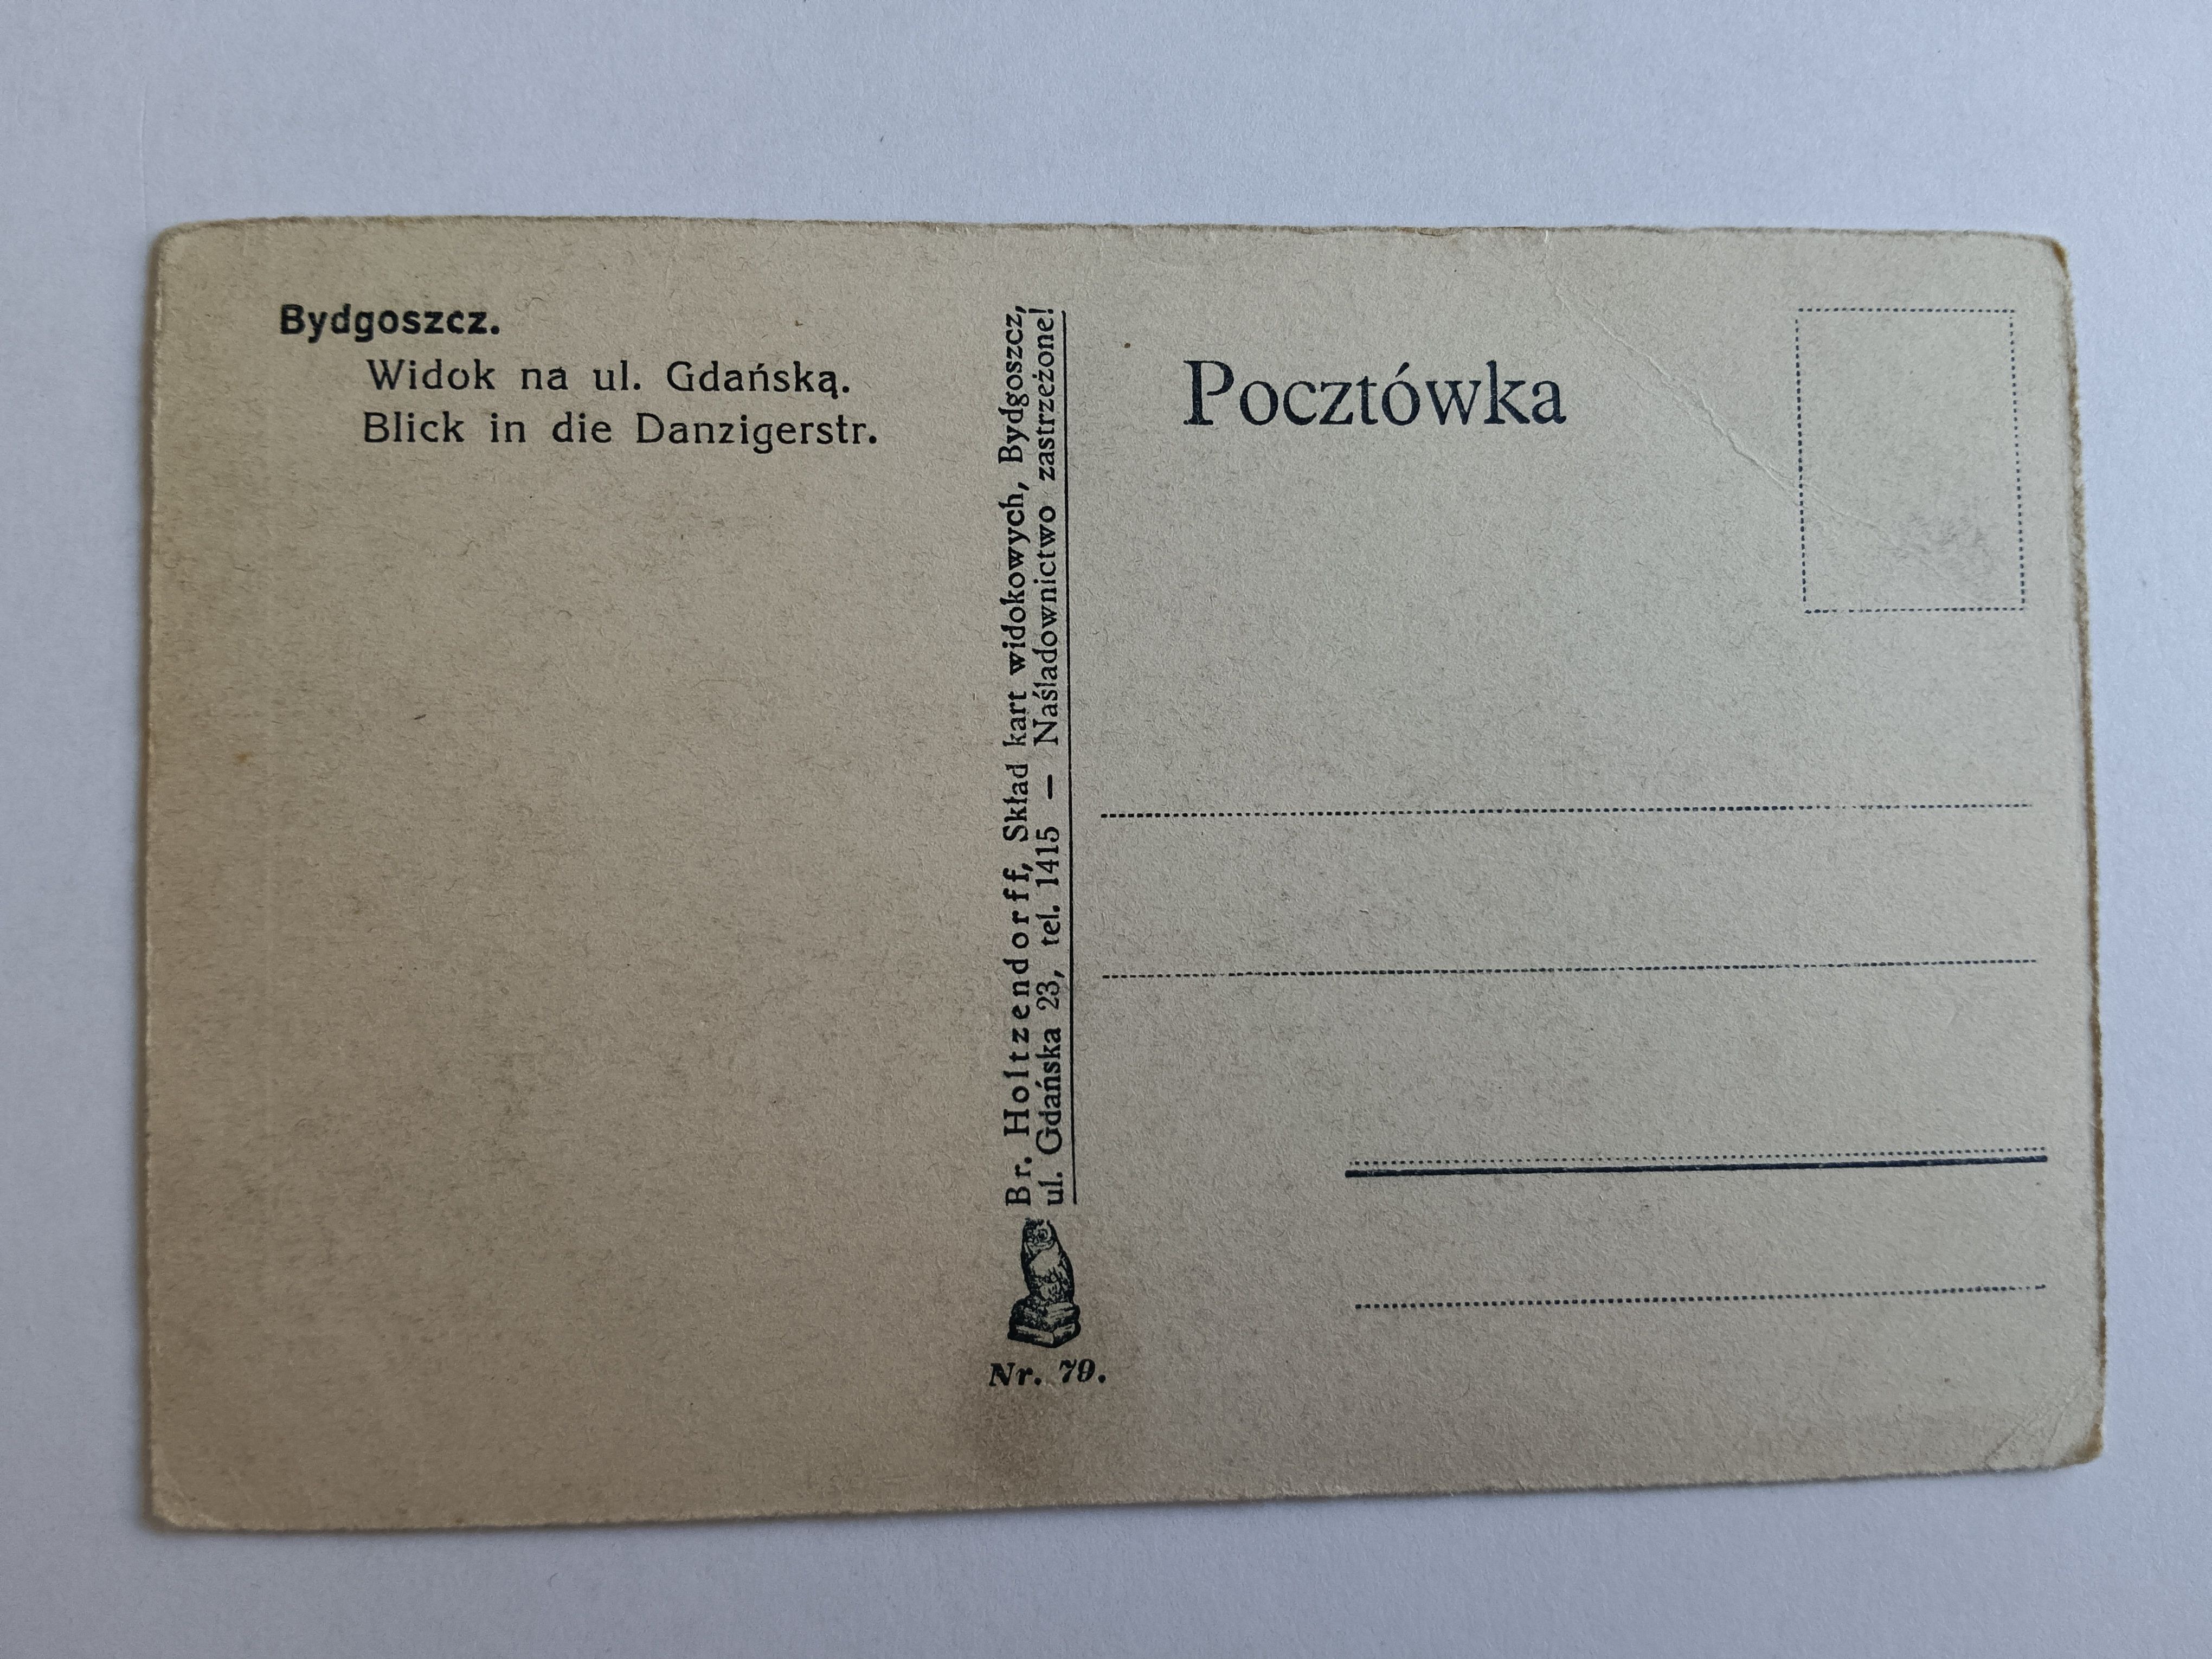 Bydgoszcz.
Widok na ul. Gdańską.
Blick in die Danzigerstr.
Br. Holtzendorff, Skład kart widokowych, Bydgoszcz,
ul. Gdańska 23, tel. 1415 — Naśladownictwo zastrzeżone!
Nr. 79.
Pocztówka